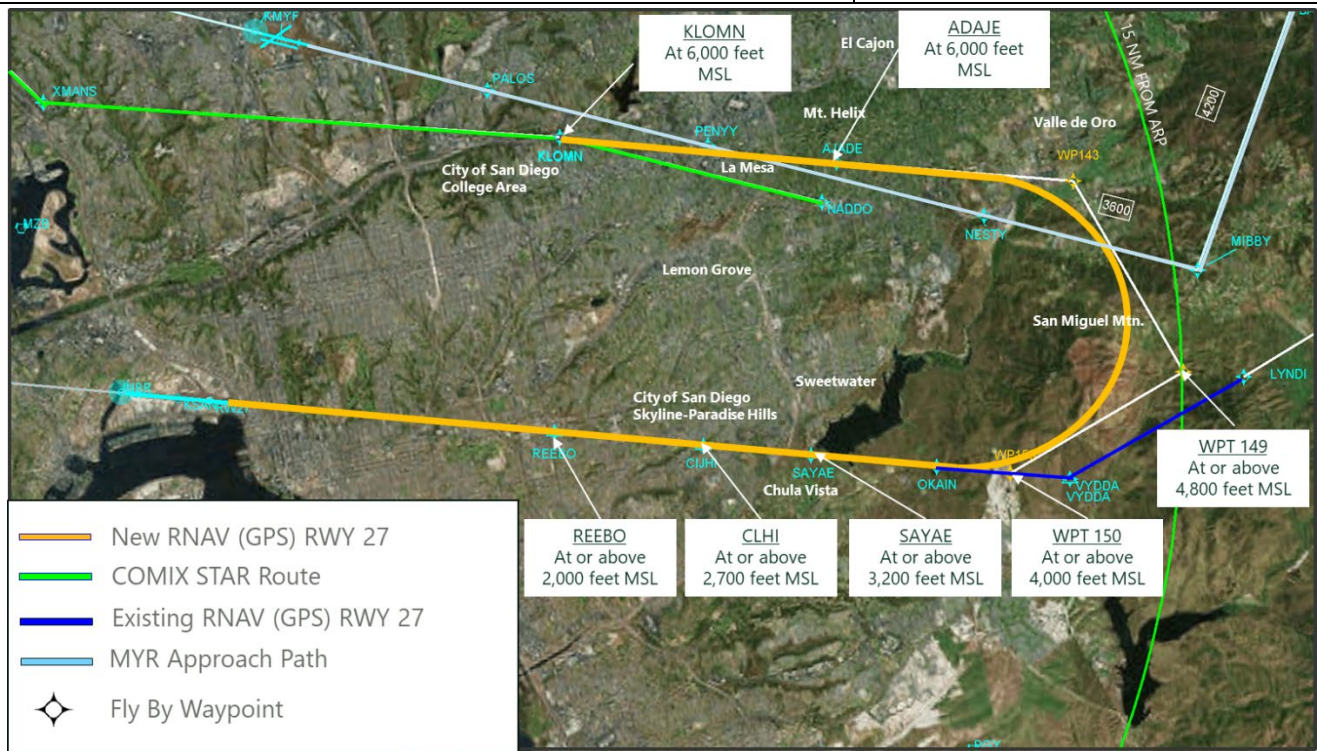 KMYF
KLOMN
At 6,000 feet
MSL
El Cajon
ADAJE
At 6,000 feet
MSL
15 NM FROM ARP
4200
XMANS
PALOS
Mt. Helix
Valle de Oro
PENYY
AJADE
KLOMN
La Mesa
WP143
City of San Diego
College Area
NADDO
3600
MZB
NESTY
MIBBY
Lemon Grove
San Miguel Mtn.
Sweetwater
LYNDI
City of San Diego
Skyline-Paradise Hills
REEBO
CIJHI
SAYAE
OKAIN
VYDDA
VYDDA
Chula Vista
WPT 149
At or above
4,800 feet MSL
REEBO
At or above
2,000 feet MSL
CLHI
At or above
2,700 feet MSL
SAYAE
At or above
3,200 feet MSL
WPT 150
At or above
4,000 feet MSL
New RNAV (GPS) RWY 27
COMIX STAR Route
Existing RNAV (GPS) RWY 27
MYR Approach Path
Fly By Waypoint